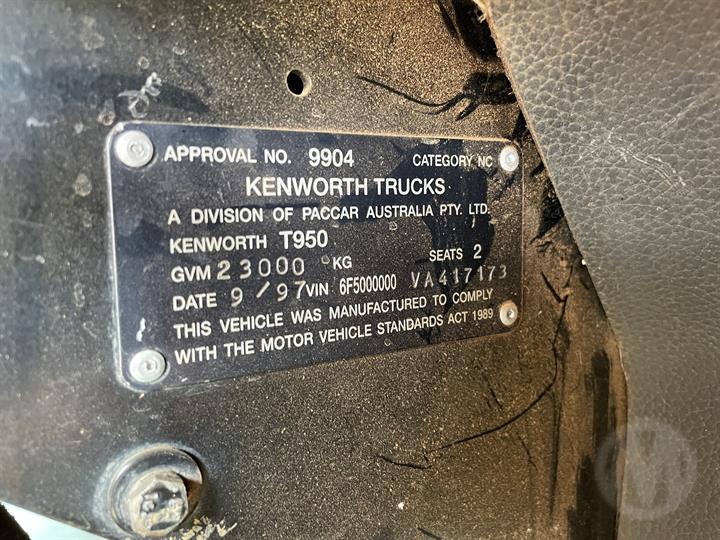 APPROVAL NO. 9904 CATEGORY NC
KENWORTH TRUCKS
A DIVISION OF PACCAR AUSTRALIA PTY. LTD.
KENWORTH T950
GVM 23000 KG SEATS 2
DATE 9/97 VIN 6F5000000 VA417173
THIS VEHICLE WAS MANUFACTURED TO COMPLY
WITH THE MOTOR VEHICLE STANDARDS ACT 1989